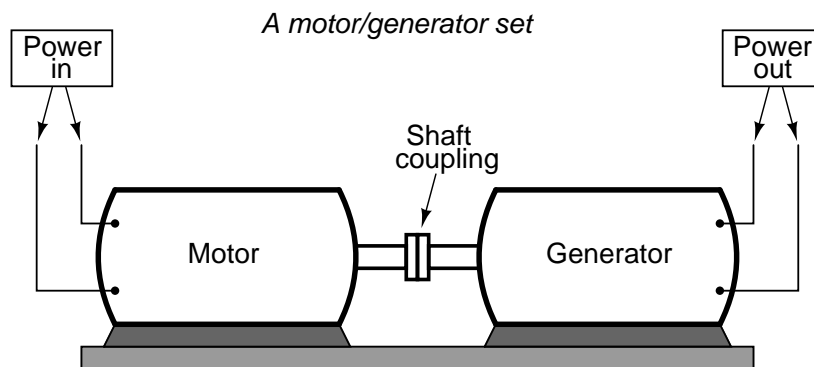 A motor/generator set
Power
in
Power
out
Shaft
coupling
Motor
Generator